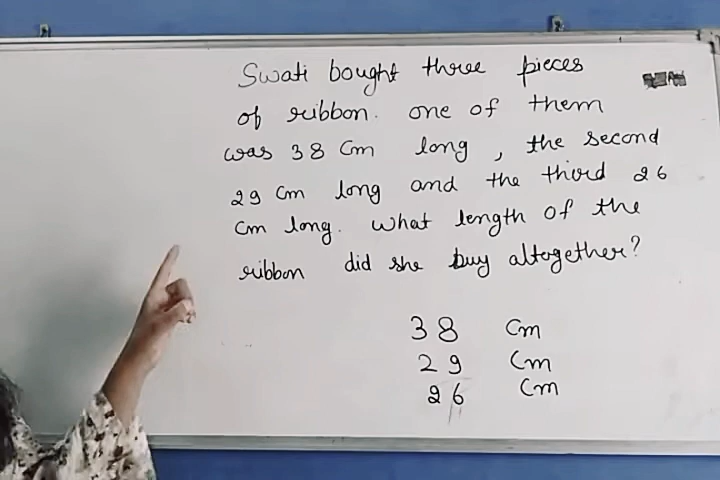 Swati bought three pieces
of ribbon. one of them
was 38 Cm long, the second
29 Cm long and the third 26
Cm long. What length of the
ribbon did she buy altogether?
38 Cm
29 Cm
26 Cm